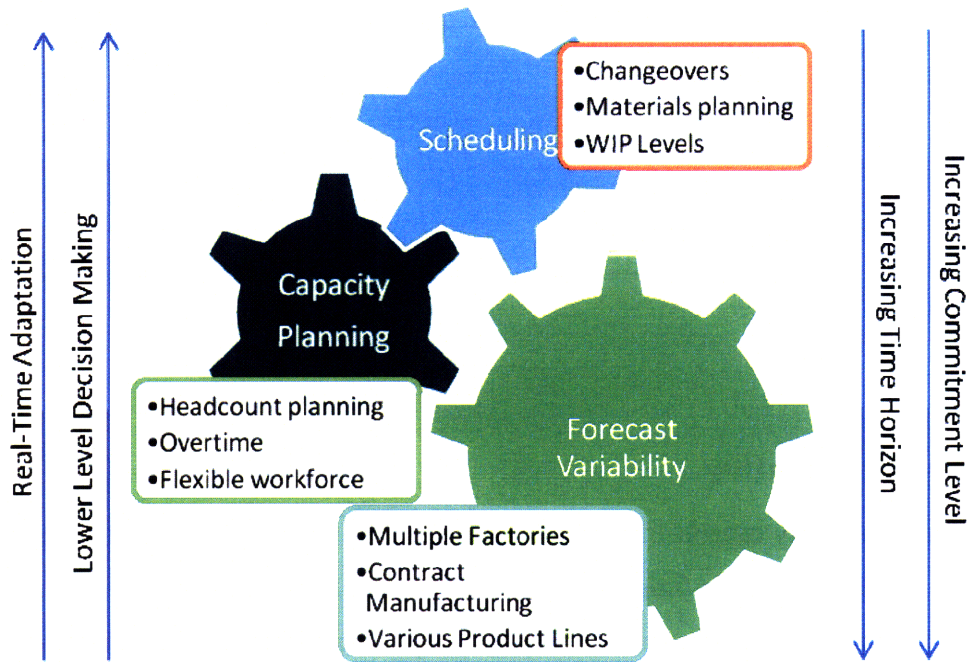 Real-Time Adaptation
Lower Level Decision Making
Scheduling
•Changeovers
•Materials planning
•WIP Levels
Capacity
Planning
•Headcount planning
•Overtime
•Flexible workforce
Forecast
Variability
•Multiple Factories
•Contract
Manufacturing
•Various Product Lines
Increasing Time Horizon
Increasing Commitment Level